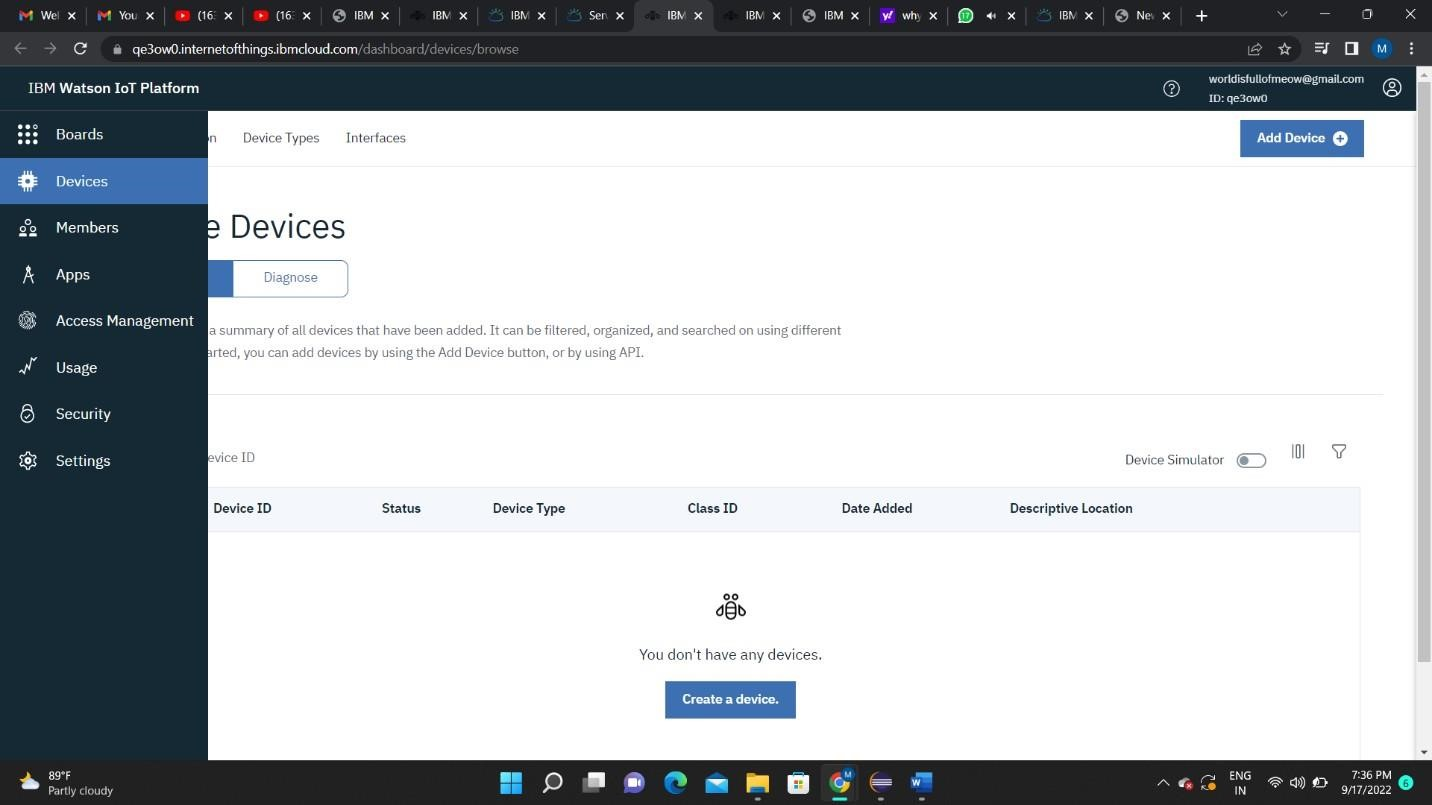 Wel
You
(16
(16
IBM
IBM
IBM
Serv
IBM
IBM
IBM
why
17
IBM
Nev
qe3ow0.internetofthings.ibmcloud.com/dashboard/devices/browse
M
IBM Watson IoT Platform
worldisfullofmeow@gmail.com
ID: qe3ow0
Boards
Devices
Members
Apps
Access Management
Usage
Security
Settings
n Device Types Interfaces
Add Device
e Devices
Diagnose
a summary of all devices that have been added. It can be filtered, organized, and searched on using different
arted, you can add devices by using the Add Device button, or by using API.
evice ID
Device Simulator
Device ID Status Device Type Class ID Date Added Descriptive Location
You don't have any devices.
Create a device.
89°F
Partly cloudy
M
ENG
IN
7:36 PM
9/17/2022
6